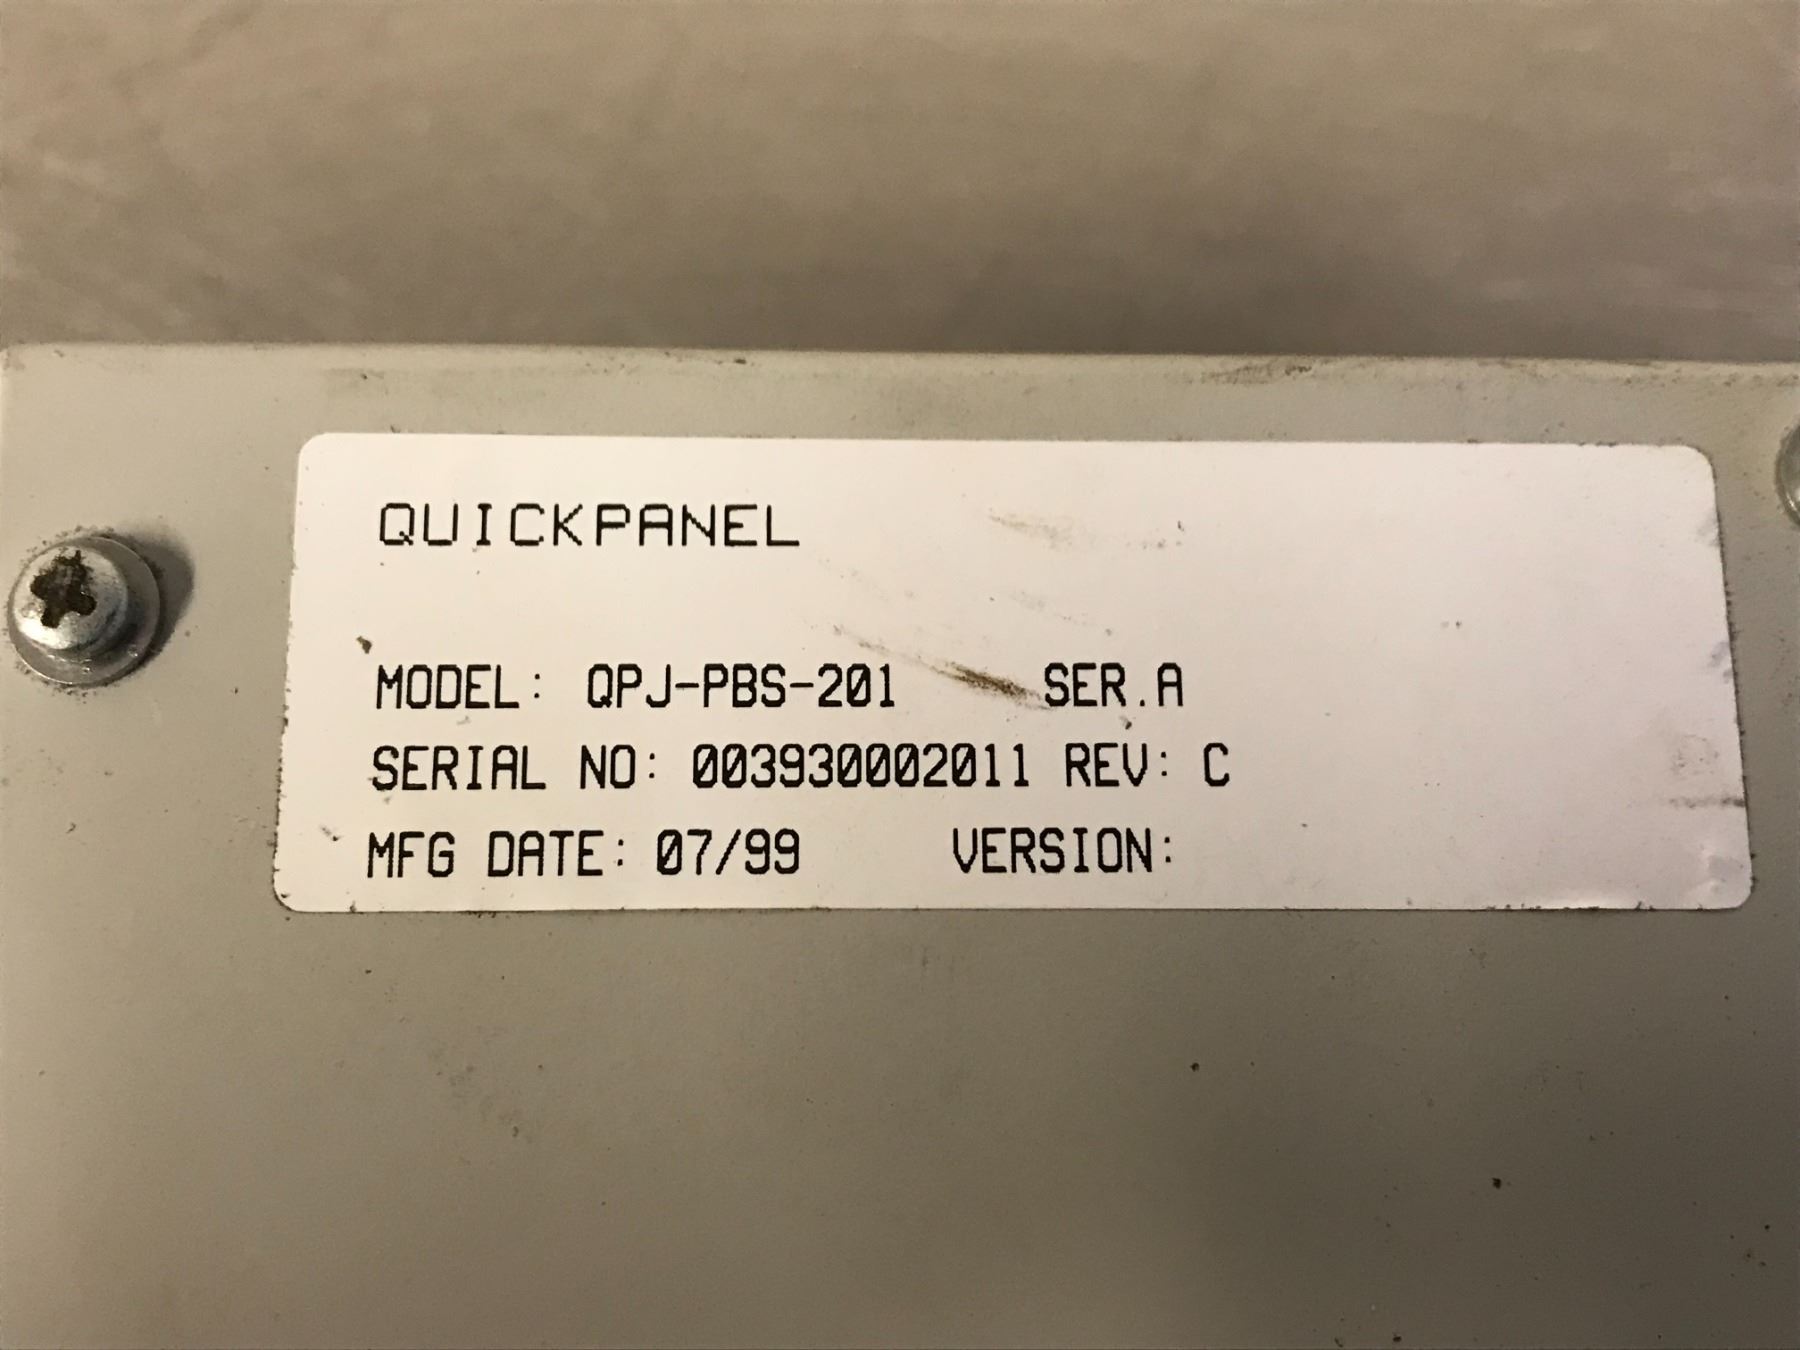 QUICKPANEL
MODEL: QPJ-PBS-201 SER.A
SERIAL NO: 003930002011 REV: C
MFG DATE: 07/99 VERSION: